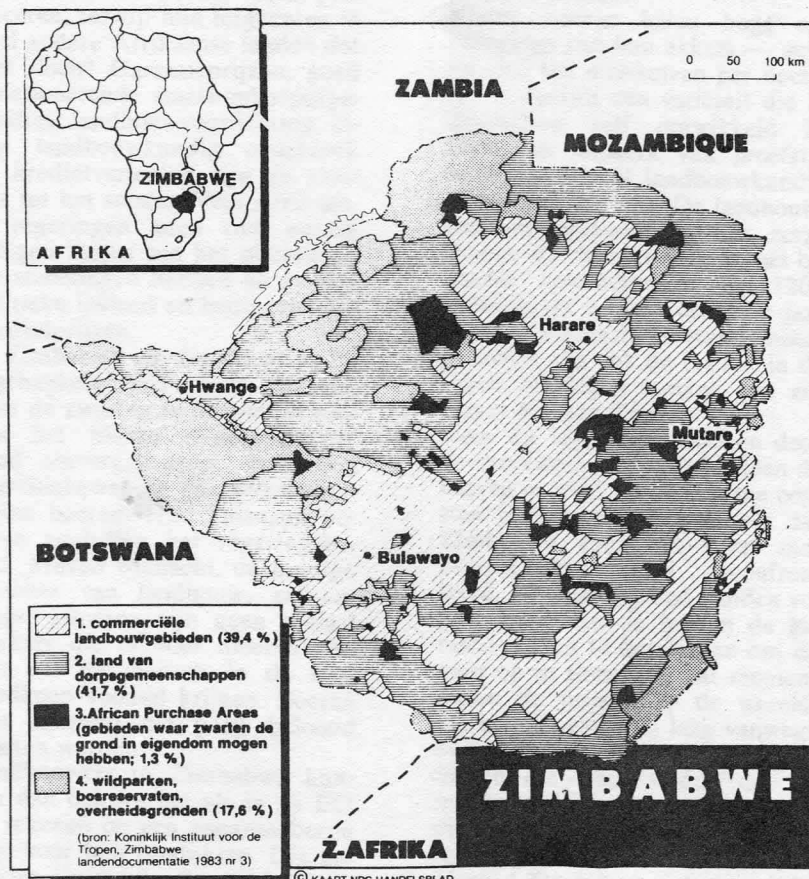 ZIMBABWE
AFRIKA
ZAMBIA
0 50 100 km
MOZAMBIQUE
Harare
Hwange
Mutare
BOTSWANA
Bulawayo
1. commerciële
landbouwgebieden (39,4 %)
2. land van
dorpsgemeenschappen
(41,7 %)
3.African Purchase Areas
(gebieden waar zwarten de
grond in eigendom mogen
hebben; 1,3 %)
4. wildparken,
bosreservaten,
overheidsgronden (17,6 %)
(bron: Koninklijk Instituut voor de
Tropen, Zimbabwe
landendocumentatie 1983 nr 3)
ZIMBABWE
Z-AFRIKA
© KAART NRC HANDELSBLAD